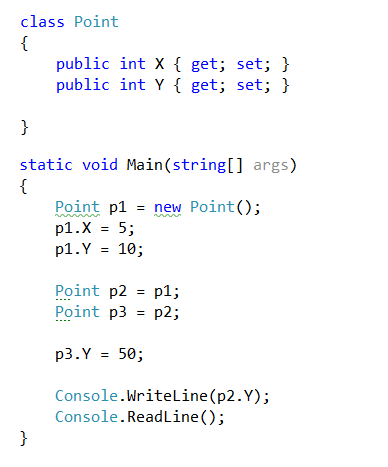 class Point
{
    public int X { get; set; }
    public int Y { get; set; }

}

static void Main(string[] args)
{
    Point p1 = new Point();
    p1.X = 5;
    p1.Y = 10;

    Point p2 = p1;
    Point p3 = p2;

    p3.Y = 50;

    Console.WriteLine(p2.Y);
    Console.ReadLine();
}